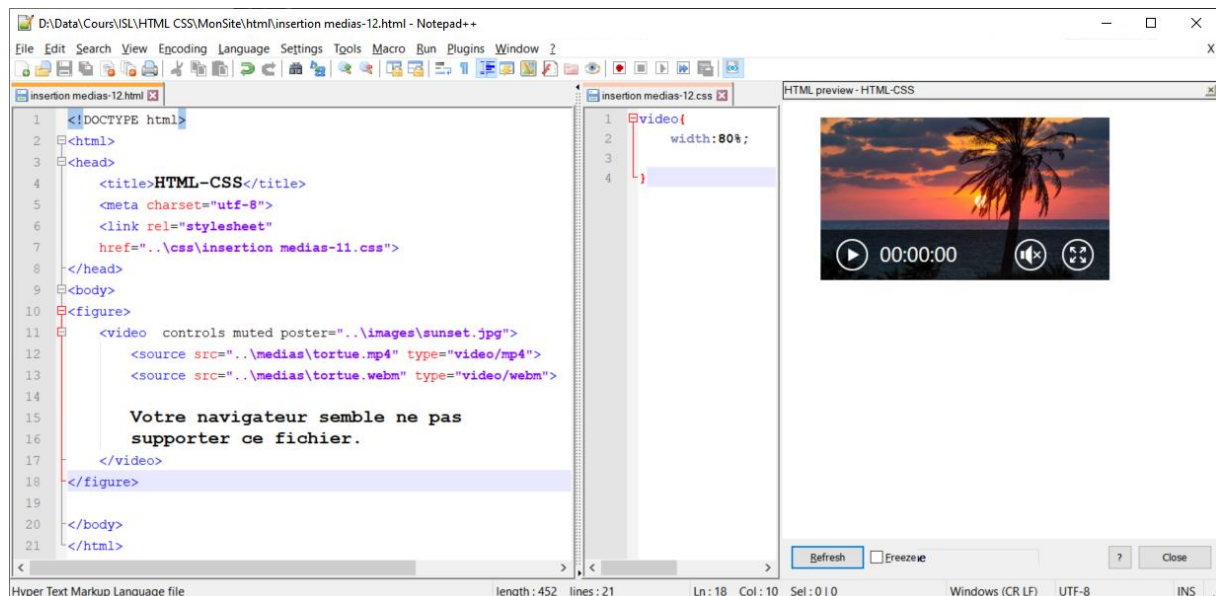 D:\Data\Cours\ISL\HTML CSS\MonSite\html\insertion medias-12.html - Notepad++
File Edit Search View Encoding Language Settings Tools Macro Run Plugins Window ? X
insertion medias-12.html
1 <!DOCTYPE html>
2 <html>
3 <head>
4 <title>HTML-CSS</title>
5 <meta charset="utf-8">
6 <link rel="stylesheet"
7 href="..\css\insertion medias-11.css">
8 </head>
9 <body>
10 <figure>
11 <video controls muted poster="..\images\sunset.jpg">
12 <source src="..\medias\tortue.mp4" type="video/mp4">
13 <source src="..\medias\tortue.webm" type="video/webm">
14
15 Votre navigateur semble ne pas
16 supporter ce fichier.
17 </video>
18 </figure>
19
20 </body>
21 </html>
insertion medias-12.css
1 video{
2 width:80%;
3
4 }
HTML preview - HTML-CSS
00:00:00
Refresh Freeze ? Close
Hyper Text Markup Language file length : 452 lines : 21 Ln : 18 Col : 10 Sel : 0 | 0 Windows (CR LF) UTF-8 INS